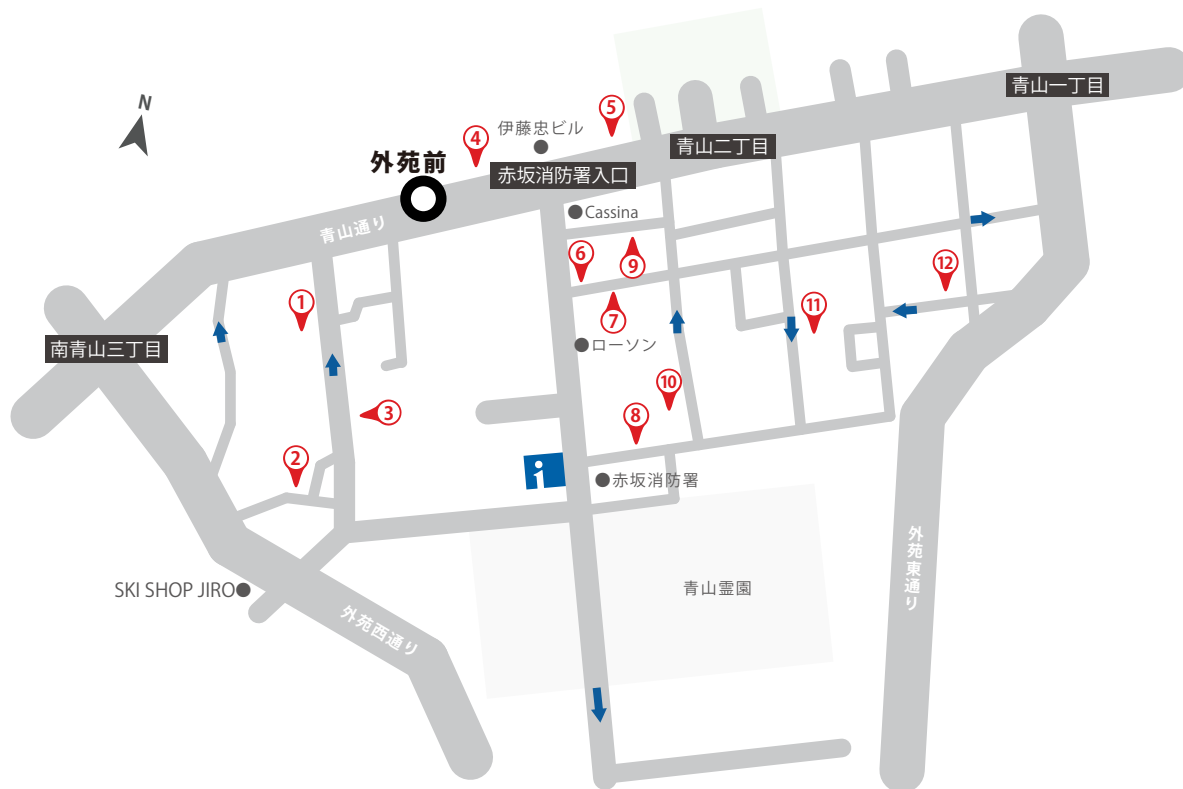 N
青山一丁目
⑤
④
伊藤忠ビル
青山二丁目
外苑前
赤坂消防署入口
Cassina
青山通り
⑥
⑨
⑫
①
⑦
⑪
ローソン
南青山三丁目
⑩
③
⑧
②
i
赤坂消防署
SKI SHOP JIRO
青山霊園
外苑東通り
外苑西通り